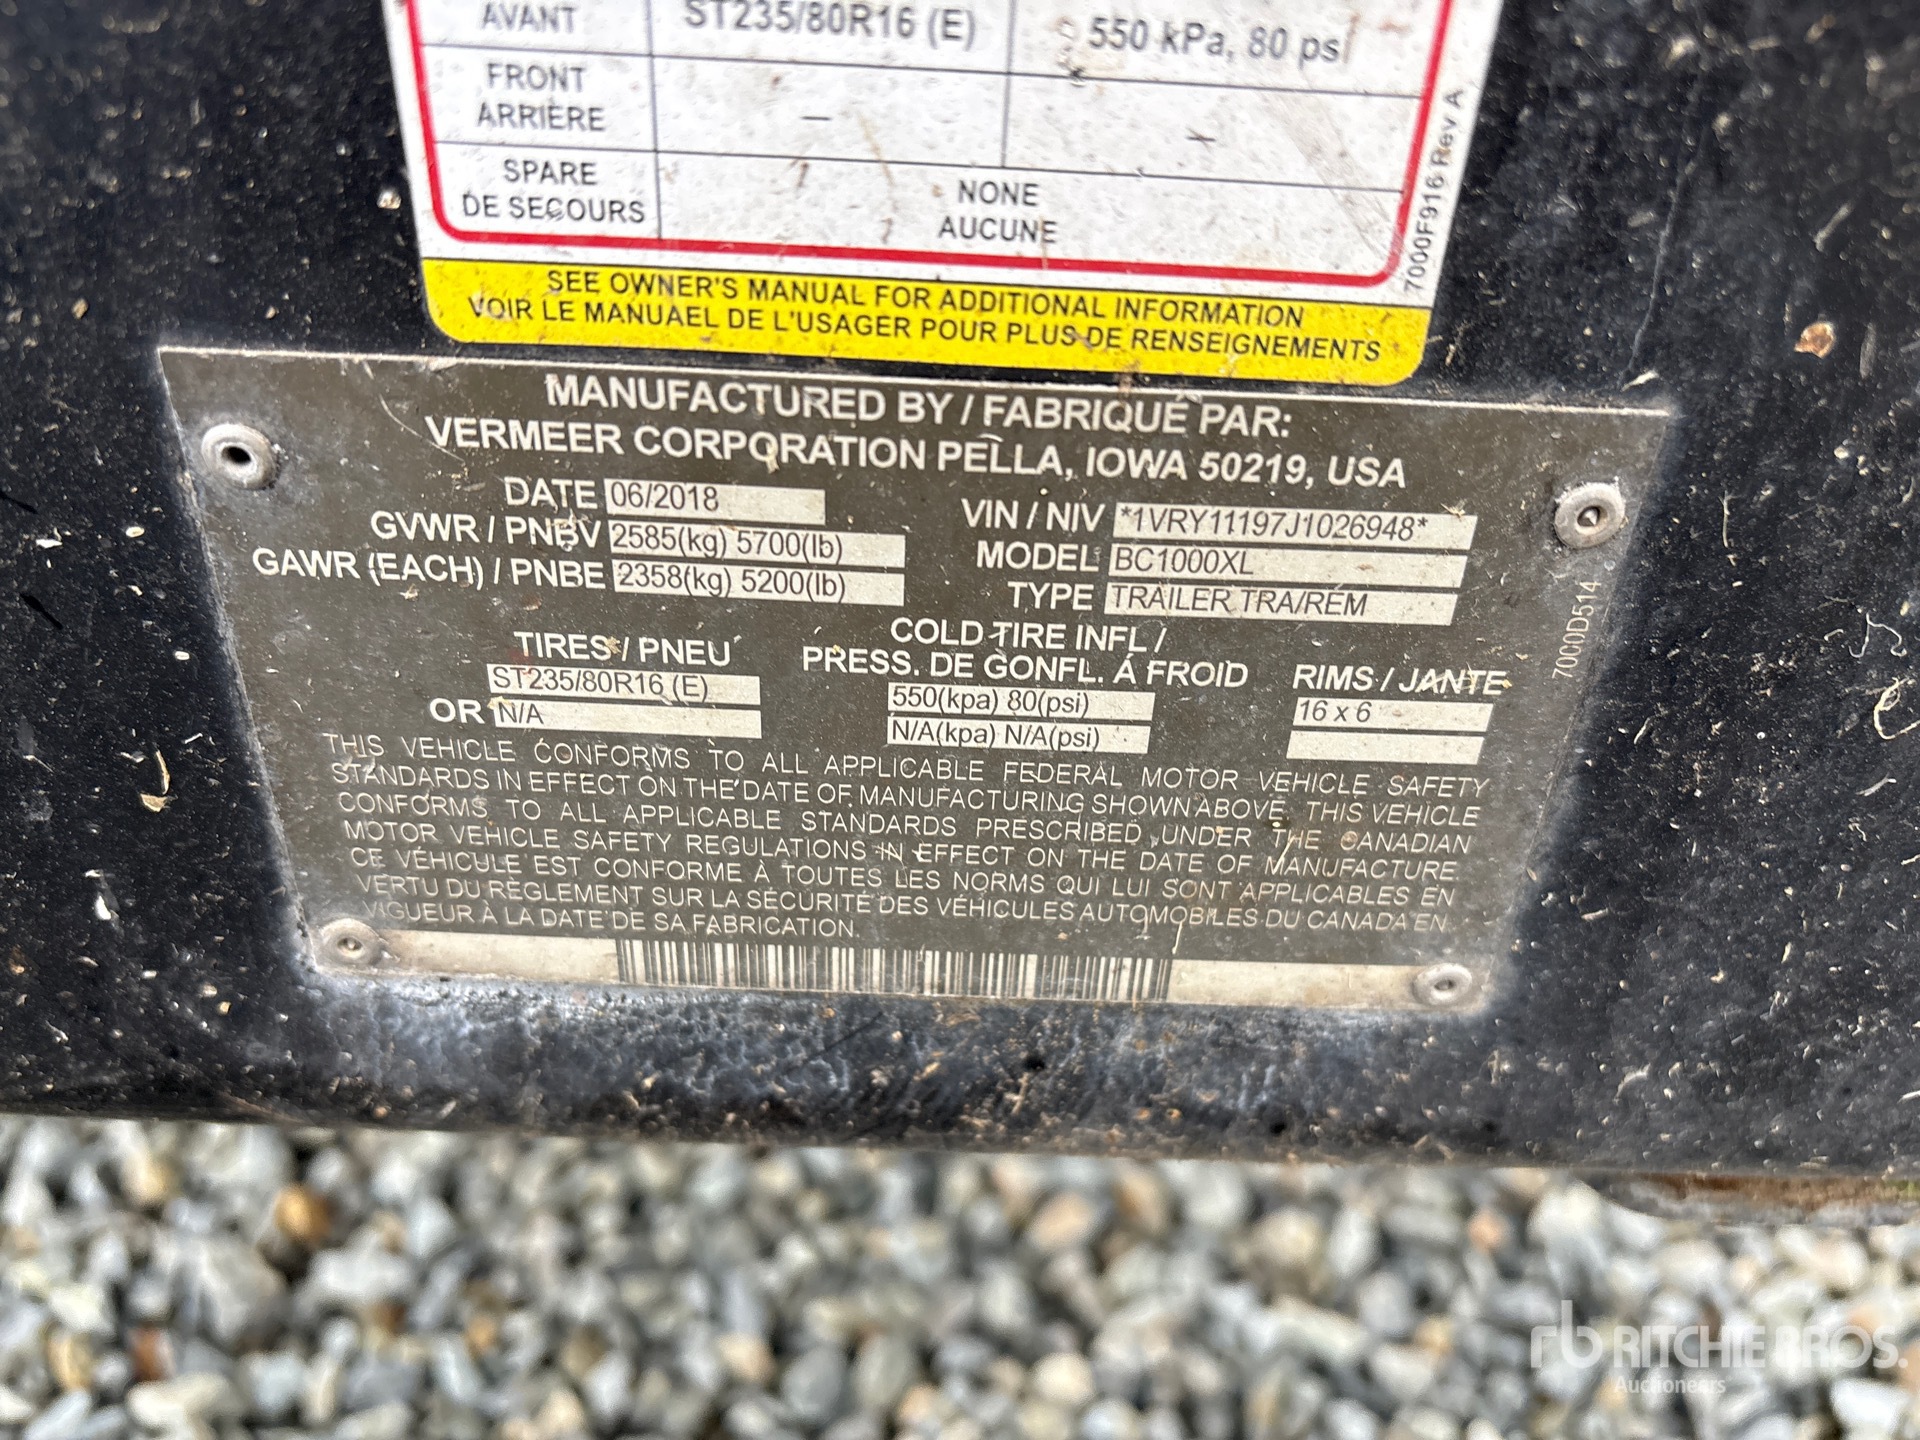 AVANT ST235/80R16 (E) 550 kPa, 80 psi
FRONT
ARRIÈRE – –
SPARE
DE SECOURS
NONE
AUCUNE
7000F916 Rev A
SEE OWNER'S MANUAL FOR ADDITIONAL INFORMATION
VOIR LE MANUAEL DE L'USAGER POUR PLUS DE RENSEIGNEMENTS
MANUFACTURED BY / FABRIQUÉ PAR:
VERMEER CORPORATION PELLA, IOWA 50219, USA
DATE 06/2018 VIN / NIV *1VRY11197J1026948*
GVWR / PNBV 2585(kg) 5700(lb) MODEL BC1000XL
GAWR (EACH) / PNBE 2358(kg) 5200(lb) TYPE TRAILER TRA/REM
7000D514
TIRES / PNEU COLD TIRE INFL / PRESS. DE GONFL. Á FROID RIMS / JANTE
ST235/80R16 (E) 550(kpa) 80(psi) 16 x 6
OR N/A N/A(kpa) N/A(psi)
THIS VEHICLE CONFORMS TO ALL APPLICABLE FEDERAL MOTOR VEHICLE SAFETY
STANDARDS IN EFFECT ON THE DATE OF MANUFACTURING SHOWN ABOVE. THIS VEHICLE
CONFORMS TO ALL APPLICABLE STANDARDS PRESCRIBED UNDER THE CANADIAN
MOTOR VEHICLE SAFETY REGULATIONS IN EFFECT ON THE DATE OF MANUFACTURE.
CE VÉHICULE EST CONFORME À TOUTES LES NORMS QUI LUI SONT APPLICABLES EN
VERTU DU RÈGLEMENT SUR LA SÉCURITÉ DES VÉHICULES AUTOMOBILES DU CANADA EN
VIGUEUR À LA DATE DE SA FABRICATION.
rb RITCHIE BROS.
Auctioneers